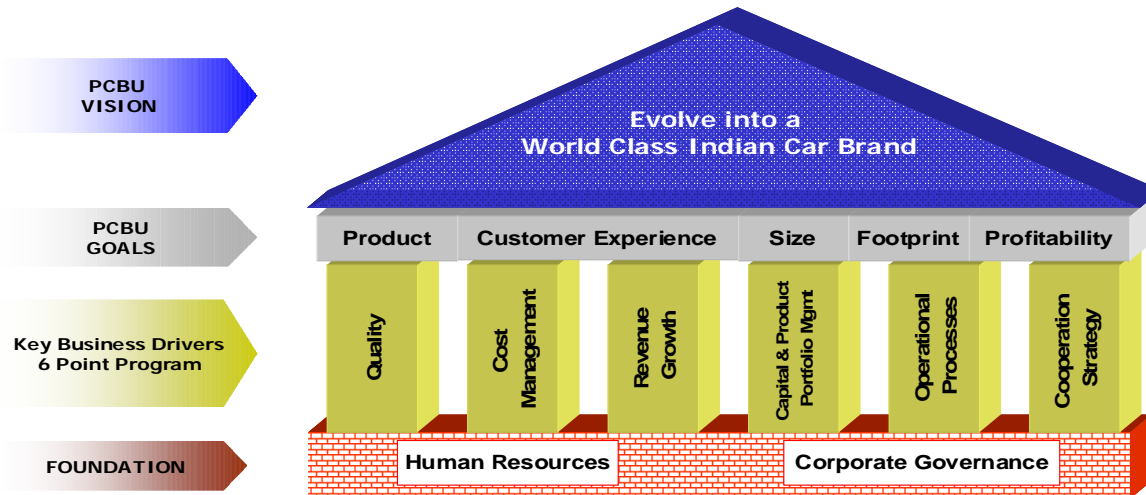 PCBU
VISION
Evolve into a
World Class Indian Car Brand
PCBU
GOALS
Product
Customer Experience
Size
Footprint
Profitability
Key Business Drivers
6 Point Program
Quality
Cost
Management
Revenue
Growth
Capital & Product
Portfolio Mgmt
Operational
Processes
Cooperation
Strategy
FOUNDATION
Human Resources
Corporate Governance